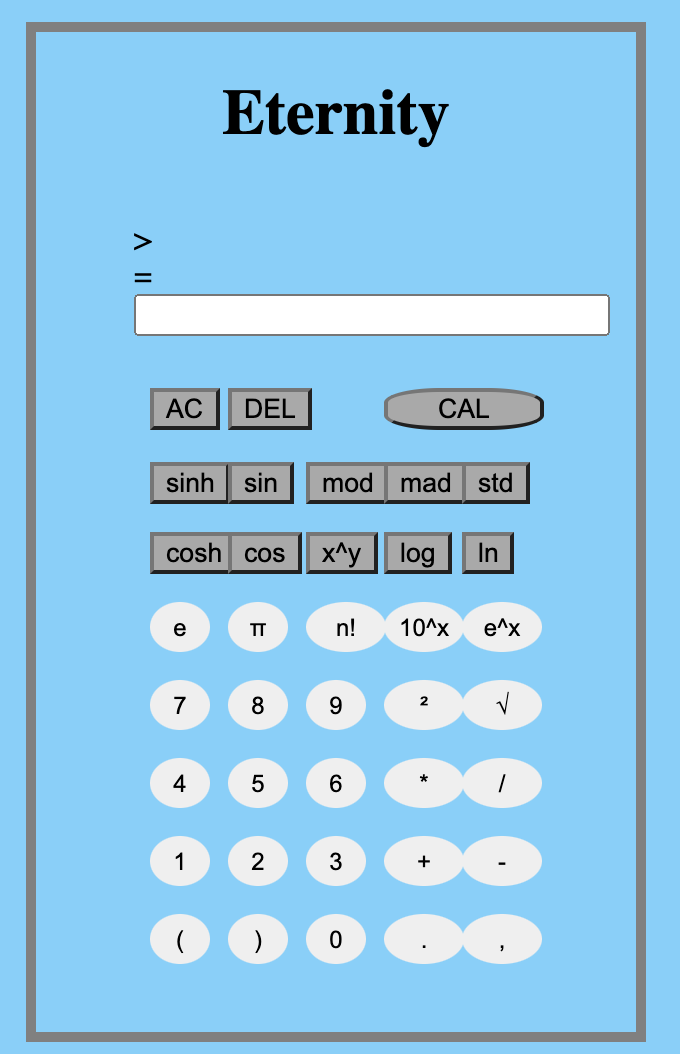 Eternity
>
=
AC DEL CAL
sinh sin mod mad std
cosh cos x^y log ln
e π n! 10^x e^x
7 8 9 ² √
4 5 6 * /
1 2 3 + -
( ) 0 . ,